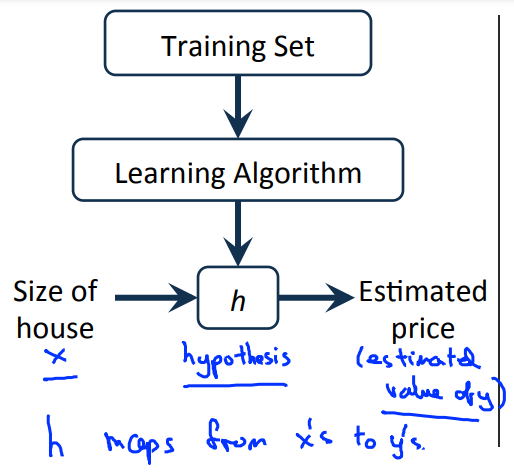 Training Set
Learning Algorithm
Size of house
h
Estimated price
x
hypothesis
(estimated value of y)
h maps from x's to y's.